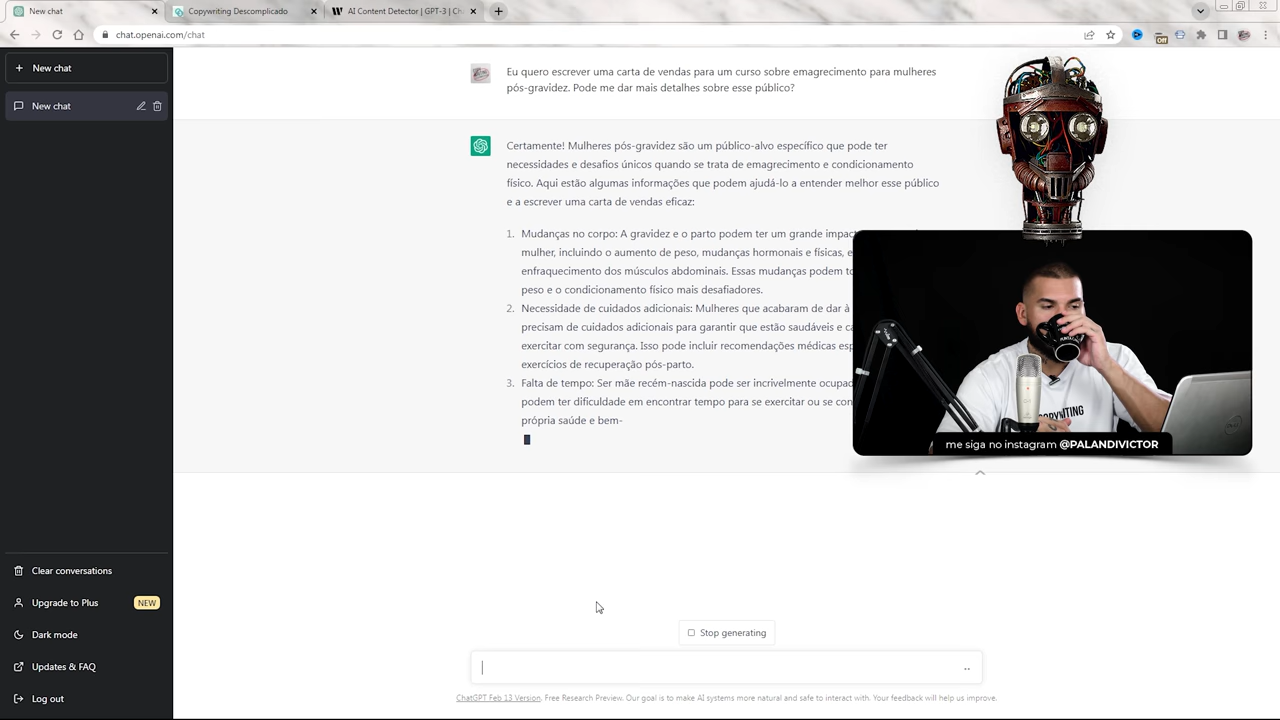 New chat
Copywriting Descomplicado
AI Content Detector | GPT-3 | Ch
chat.openai.com/chat
Off
New chat
New chat
Clear conversations
Upgrade to Plus
NEW
Dark mode
Updates & FAQ
Log out
Eu quero escrever uma carta de vendas para um curso sobre emagrecimento para mulheres
pós-gravidez. Pode me dar mais detalhes sobre esse público?
Certamente! Mulheres pós-gravidez são um público-alvo específico que pode ter
necessidades e desafios únicos quando se trata de emagrecimento e condicionamento
físico. Aqui estão algumas informações que podem ajudá-lo a entender melhor esse público
e a escrever uma carta de vendas eficaz:
1. Mudanças no corpo: A gravidez e o parto podem ter um grande impact
mulher, incluindo o aumento de peso, mudanças hormonais e físicas, e
enfraquecimento dos músculos abdominais. Essas mudanças podem to
peso e o condicionamento físico mais desafiadores.
2. Necessidade de cuidados adicionais: Mulheres que acabaram de dar à
precisam de cuidados adicionais para garantir que estão saudáveis e ca
exercitar com segurança. Isso pode incluir recomendações médicas esp
exercícios de recuperação pós-parto.
3. Falta de tempo: Ser mãe recém-nascida pode ser incrivelmente ocupad
podem ter dificuldade em encontrar tempo para se exercitar ou se con
própria saúde e bem-
me siga no instagram @PALANDIVICTOR
Stop generating
ChatGPT Feb 13 Version. Free Research Preview. Our goal is to make AI systems more natural and safe to interact with. Your feedback will help us improve.